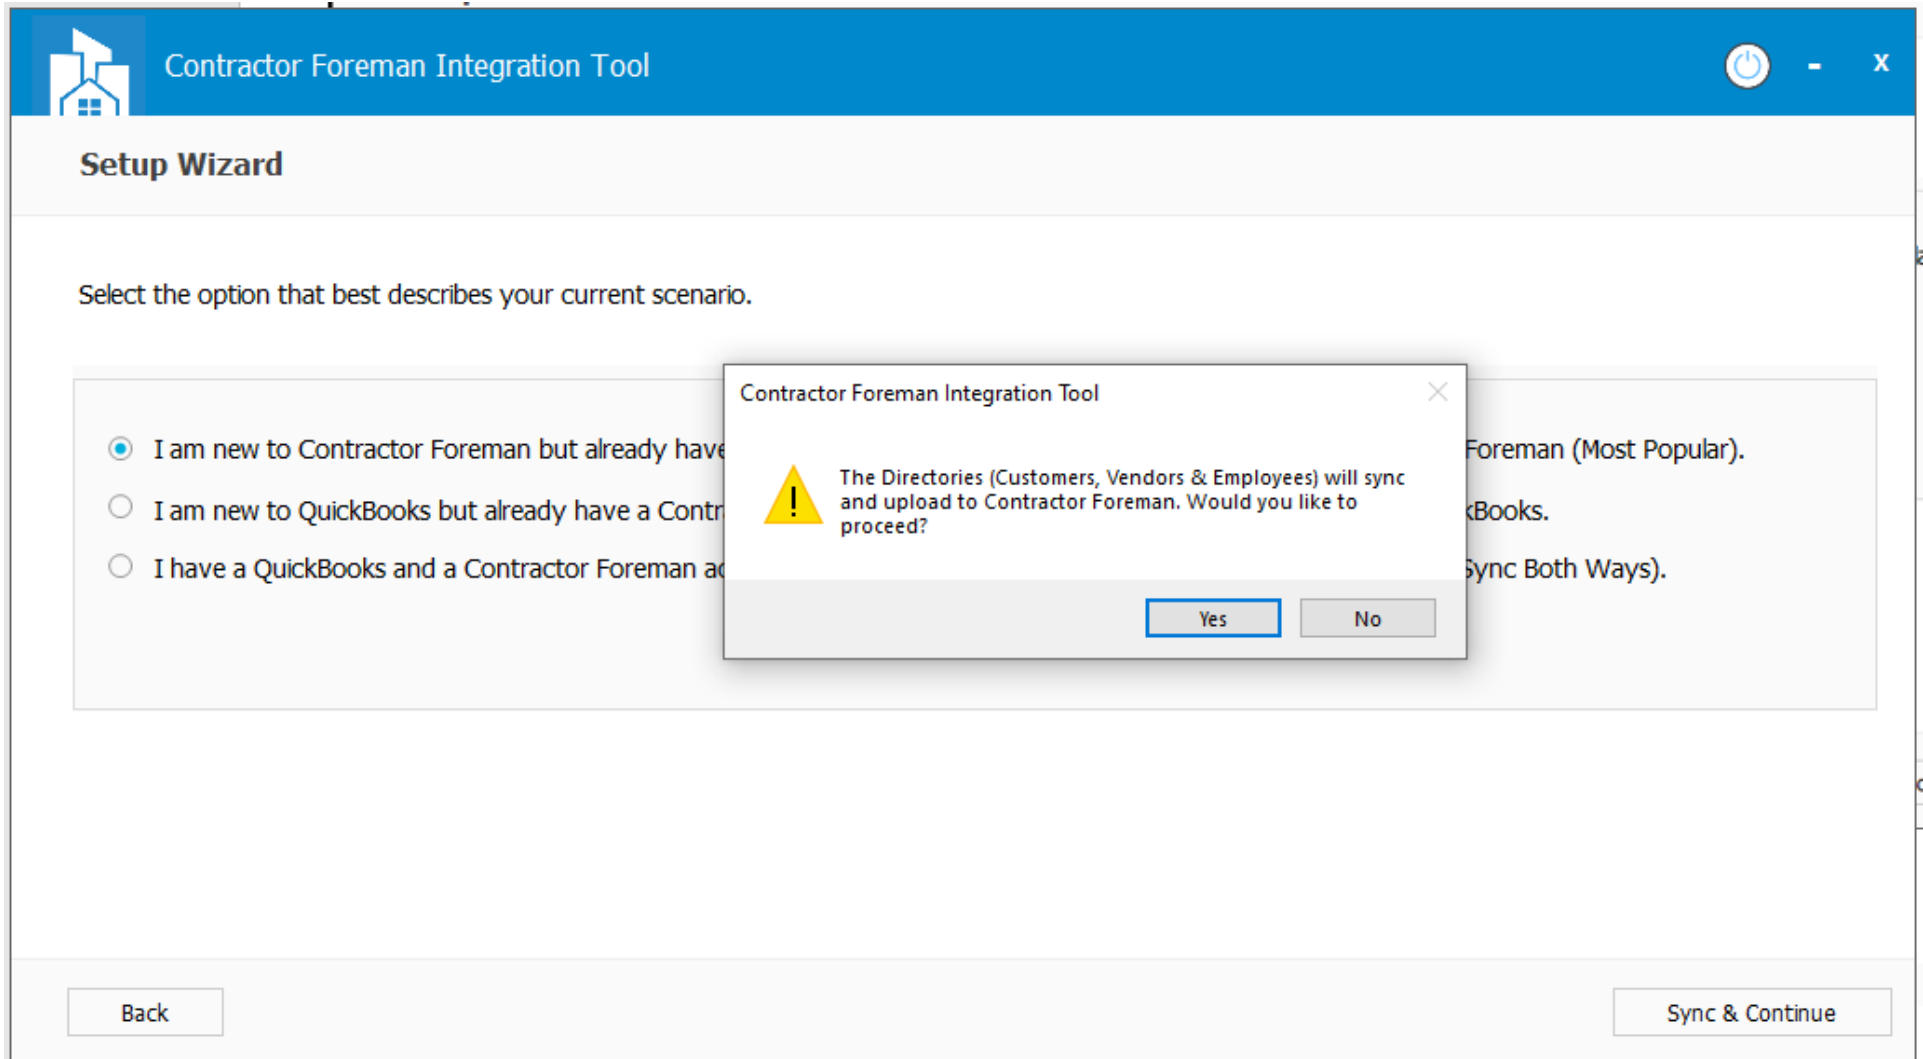 Contractor Foreman Integration Tool
- x
Setup Wizard
Select the option that best describes your current scenario.
Contractor Foreman Integration Tool
I am new to Contractor Foreman but already have Foreman (Most Popular).
The Directories (Customers, Vendors & Employees) will sync
and upload to Contractor Foreman. Would you like to
proceed?
I am new to QuickBooks but already have a Contr kBooks.
I have a QuickBooks and a Contractor Foreman ac Sync Both Ways).
Yes No
Back Sync & Continue